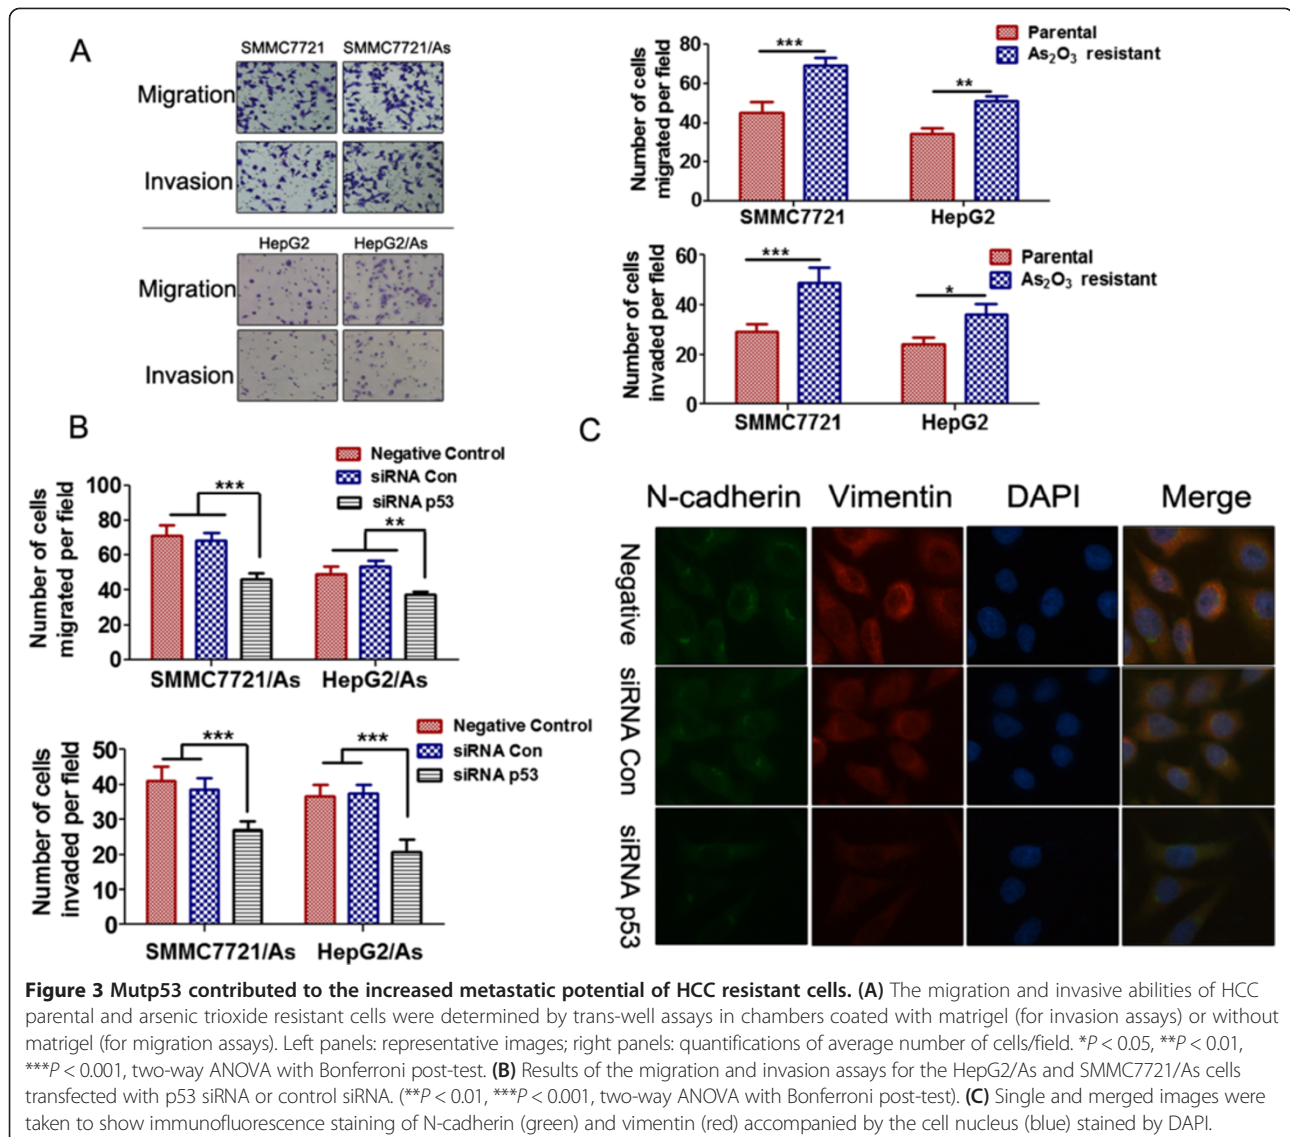 A
SMMC7721 SMMC7721/As
Migration
Invasion
HepG2 HepG2/As
Migration
Invasion
Parental
As2O3 resistant
Number of cells
migrated per field
80
60
40
20
0
***
**
SMMC7721 HepG2
Parental
As2O3 resistant
Number of cells
invaded per field
60
40
20
0
***
*
SMMC7721 HepG2
B
Negative Control
siRNA Con
siRNA p53
Number of cells
migrated per field
100
80
60
40
20
0
***
**
SMMC7721/As HepG2/As
Negative Control
siRNA Con
siRNA p53
Number of cells
invaded per field
50
40
30
20
10
0
***
***
SMMC7721/As HepG2/As
C
N-cadherin Vimentin DAPI Merge
Negative
siRNA Con
siRNA p53
Figure 3 Mutp53 contributed to the increased metastatic potential of HCC resistant cells. (A) The migration and invasive abilities of HCC
parental and arsenic trioxide resistant cells were determined by trans-well assays in chambers coated with matrigel (for invasion assays) or without
matrigel (for migration assays). Left panels: representative images; right panels: quantifications of average number of cells/field. *P < 0.05, **P < 0.01,
***P < 0.001, two-way ANOVA with Bonferroni post-test. (B) Results of the migration and invasion assays for the HepG2/As and SMMC7721/As cells
transfected with p53 siRNA or control siRNA. (**P < 0.01, ***P < 0.001, two-way ANOVA with Bonferroni post-test). (C) Single and merged images were
taken to show immunofluorescence staining of N-cadherin (green) and vimentin (red) accompanied by the cell nucleus (blue) stained by DAPI.